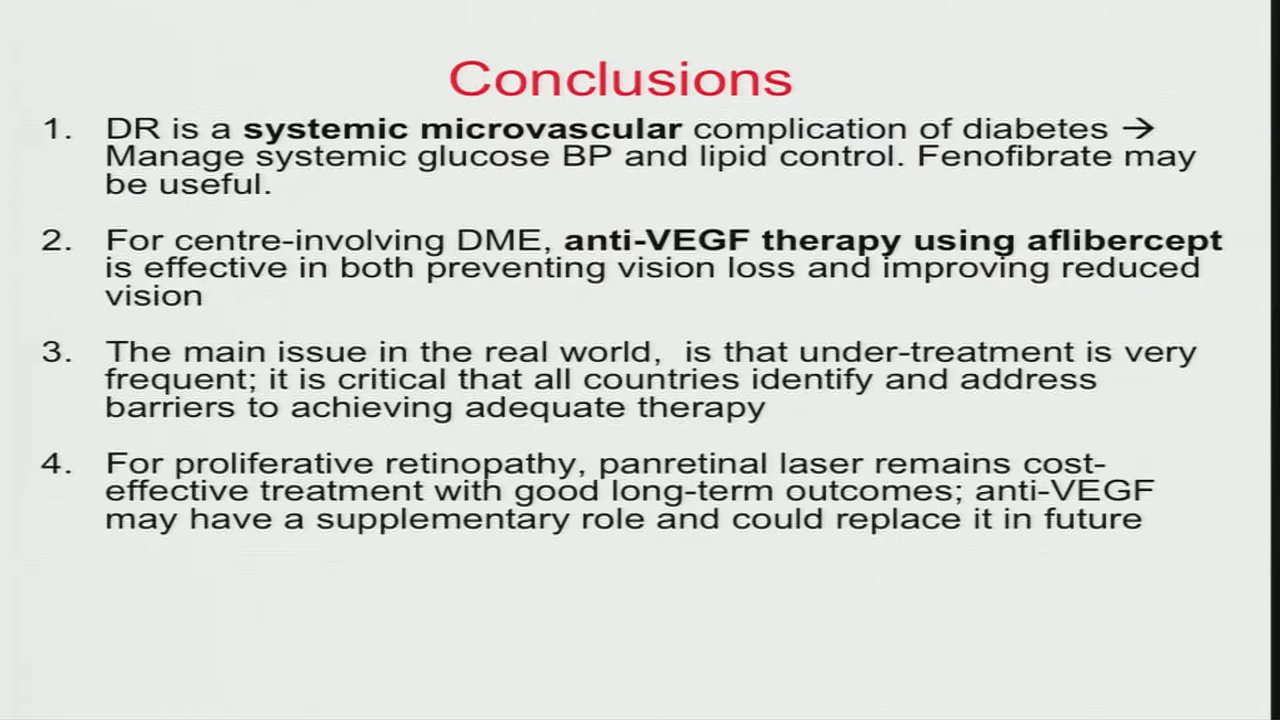 Conclusions
1. DR is a systemic microvascular complication of diabetes →
Manage systemic glucose BP and lipid control. Fenofibrate may
be useful.
2. For centre-involving DME, anti-VEGF therapy using aflibercept
is effective in both preventing vision loss and improving reduced
vision
3. The main issue in the real world,  is that under-treatment is very
frequent; it is critical that all countries identify and address
barriers to achieving adequate therapy
4. For proliferative retinopathy, panretinal laser remains cost-
effective treatment with good long-term outcomes; anti-VEGF
may have a supplementary role and could replace it in future